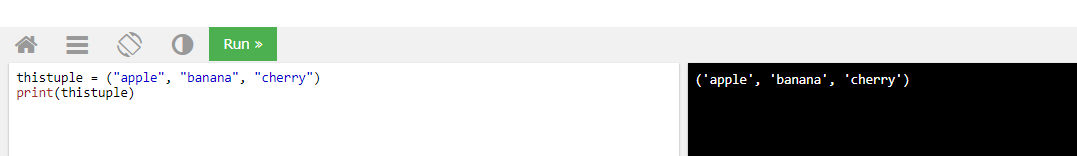 Run »
thistuple = ("apple", "banana", "cherry")
print(thistuple)
('apple', 'banana', 'cherry')